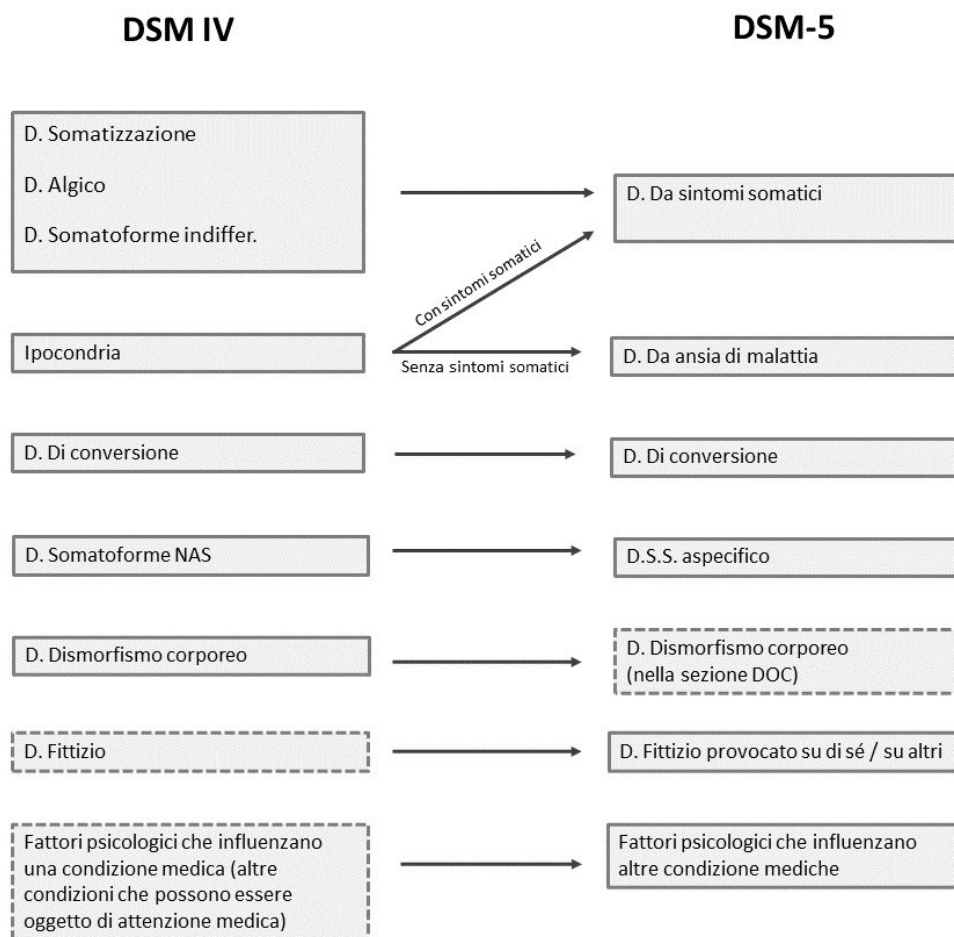 DSM IV
DSM-5
D. Somatizzazione
D. Algico
D. Somatoforme indiffer.
D. Da sintomi somatici
Con sintomi somatici
Ipocondria
Senza sintomi somatici
D. Da ansia di malattia
D. Di conversione
D. Di conversione
D. Somatoforme NAS
D.S.S. aspecifico
D. Dismorfismo corporeo
D. Dismorfismo corporeo
(nella sezione DOC)
D. Fittizio
D. Fittizio provocato su di sé / su altri
Fattori psicologici che influenzano
una condizione medica (altre
condizioni che possono essere
oggetto di attenzione medica)
Fattori psicologici che influenzano
altre condizione mediche